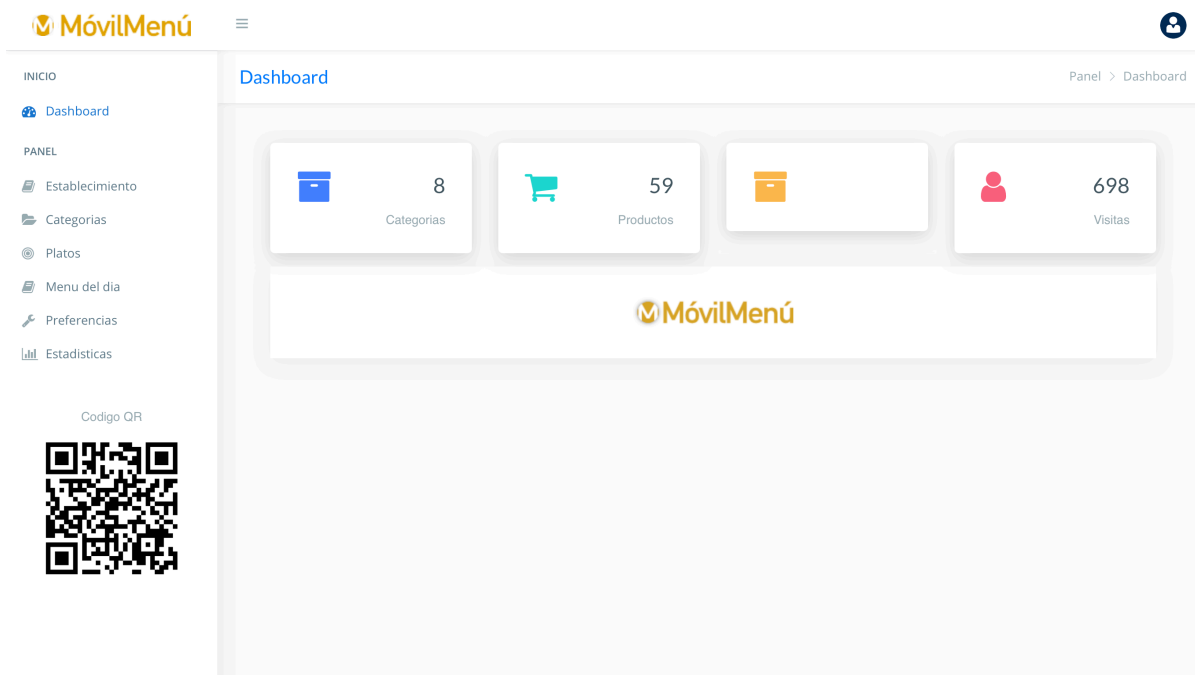 MóvilMenú
INICIO
Dashboard
PANEL
Establecimiento
Categorias
Platos
Menu del dia
Preferencias
Estadisticas
Codigo QR
Dashboard
Panel > Dashboard
8
Categorias
59
Productos
698
Visitas
MóvilMenú